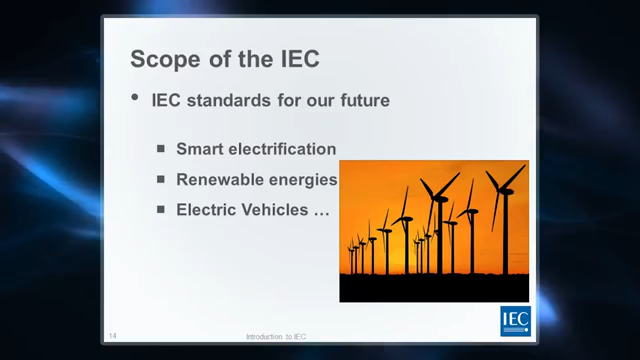 Scope of the IEC
• IEC standards for our future
■ Smart electrification
■ Renewable energies
■ Electric Vehicles …
IEC
14
Introduction to IEC